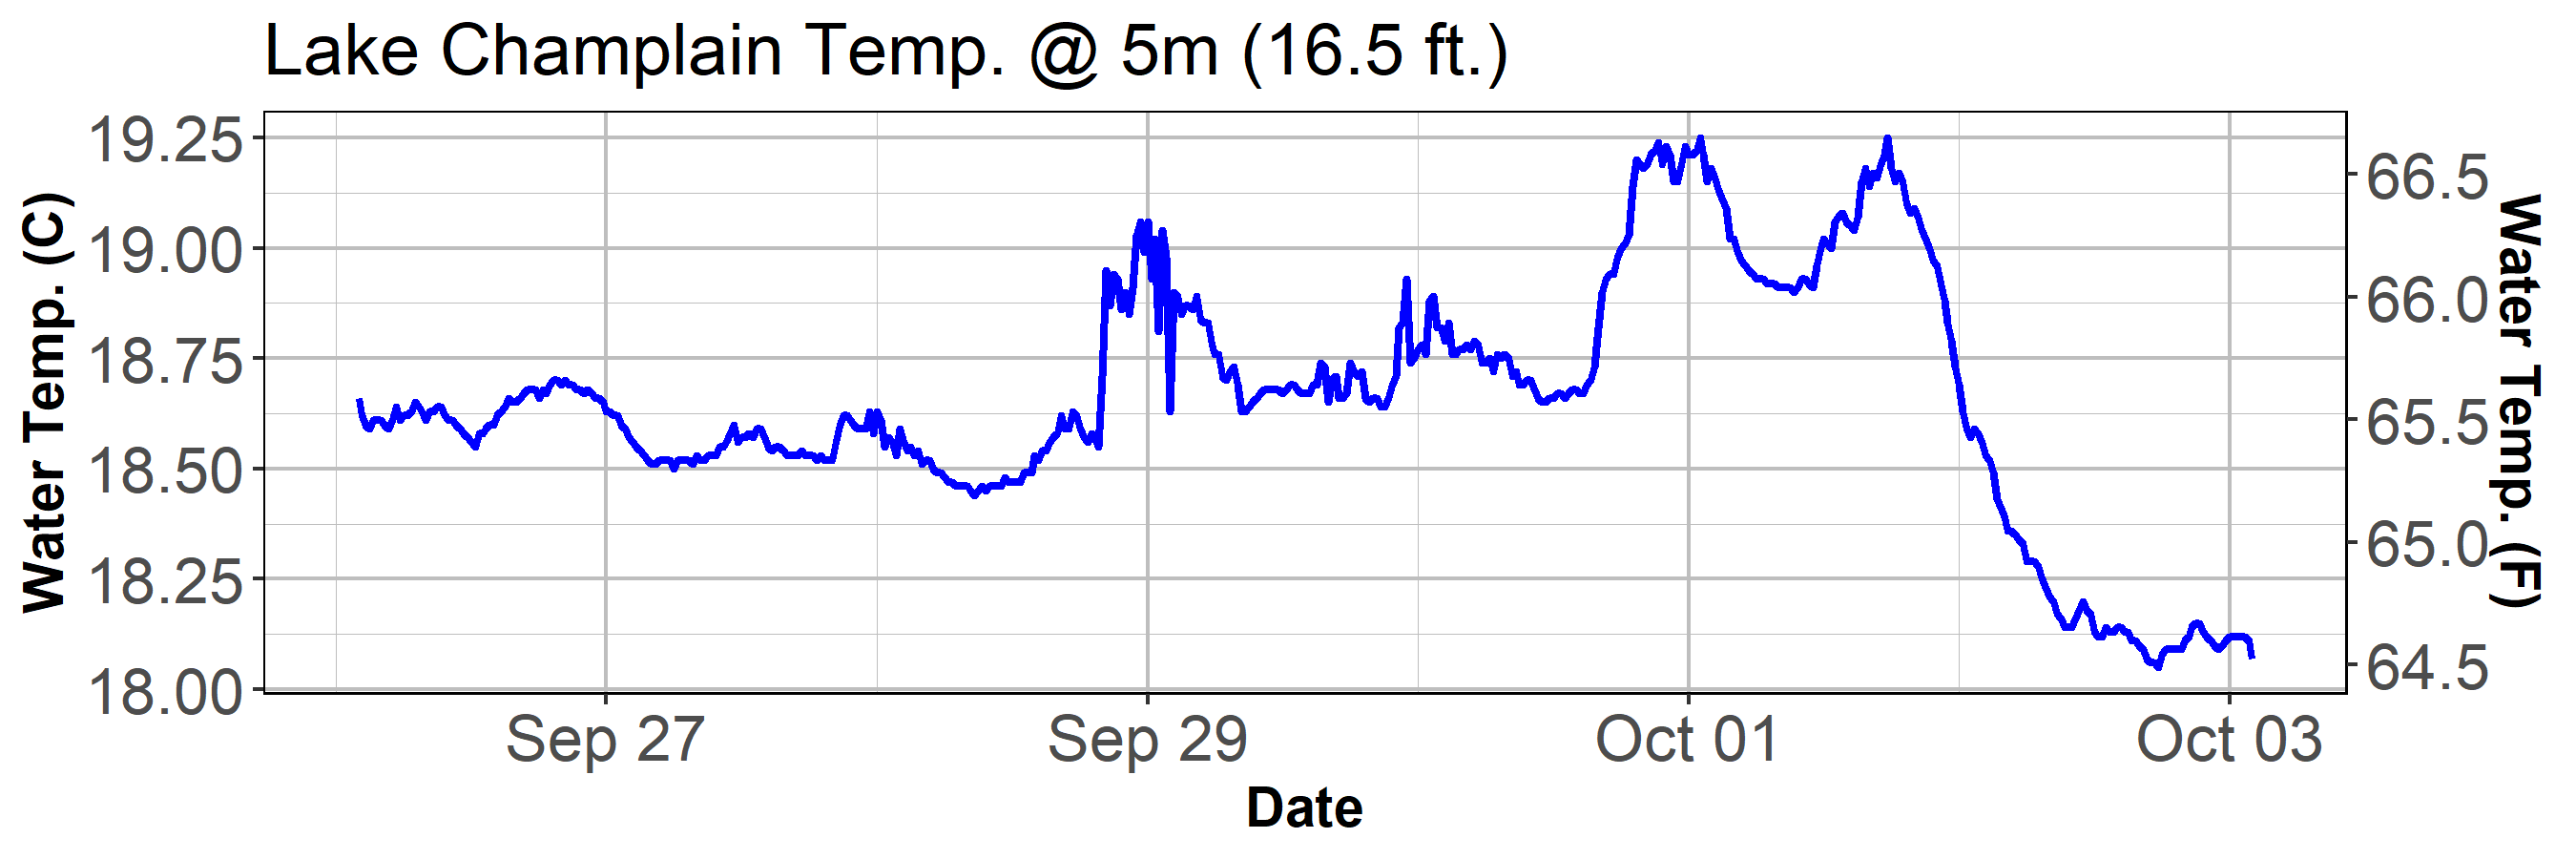 Lake Champlain Temp. @ 5m (16.5 ft.)
Water Temp. (C)
19.25
19.00
18.75
18.50
18.25
18.00
66.5
66.0
65.5
65.0
64.5
Water Temp. (F)
Sep 27
Sep 29
Oct 01
Oct 03
Date